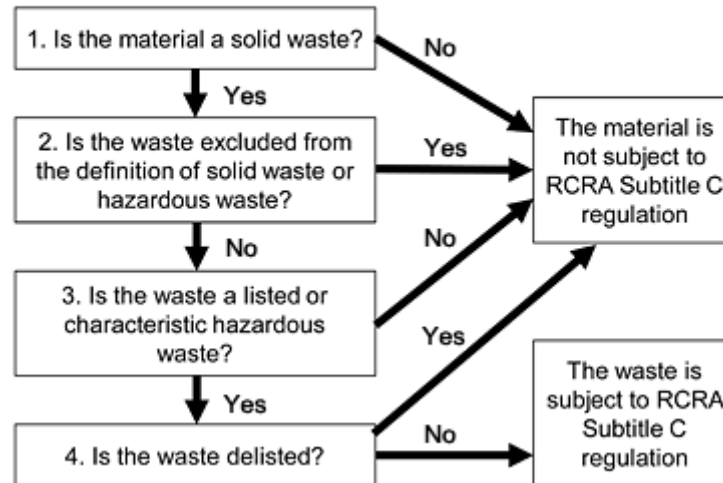 1. Is the material a solid waste?
No
Yes
2. Is the waste excluded from
the definition of solid waste or
hazardous waste?
Yes
The material is
not subject to
RCRA Subtitle C
regulation
No
No
3. Is the waste a listed or
characteristic hazardous
waste?
Yes
Yes
4. Is the waste delisted?
No
The waste is
subject to RCRA
Subtitle C
regulation